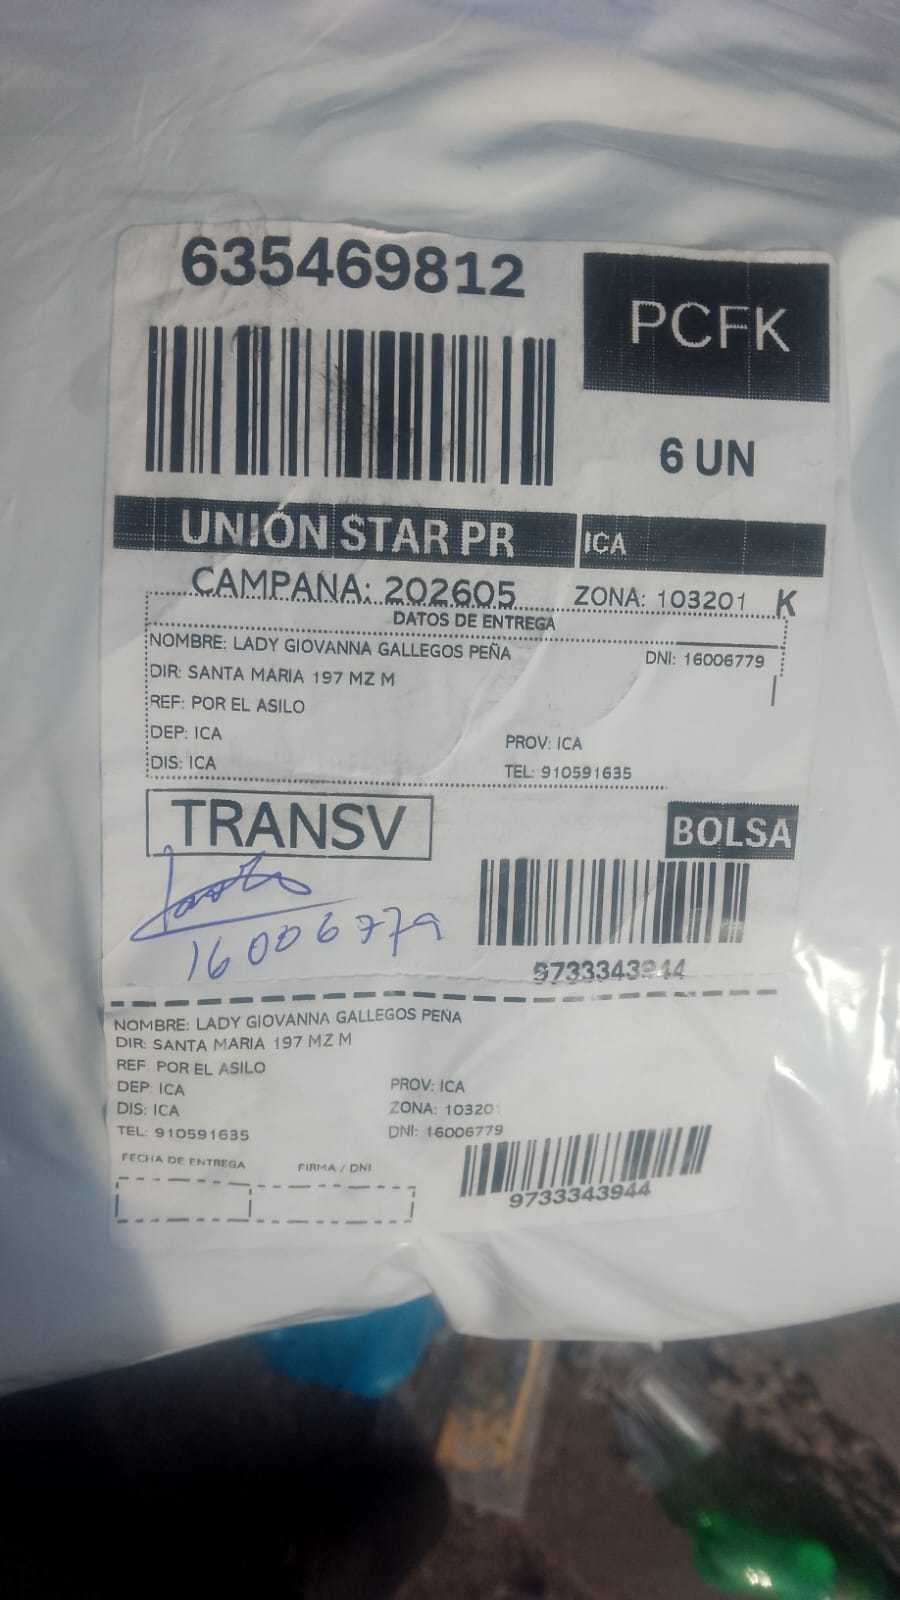 635469812
PCFK
6 UN
UNIÓN STAR PR
ICA
CAMPANA: 202605
ZONA: 103201 K
DATOS DE ENTREGA
NOMBRE: LADY GIOVANNA GALLEGOS PEÑA
DNI: 16006779
DIR: SANTA MARIA 197 MZ M
REF: POR EL ASILO
DEP: ICA
PROV: ICA
DIS: ICA
TEL: 910591635
TRANSV
BOLSA
16006779
9733343944
NOMBRE: LADY GIOVANNA GALLEGOS PEÑA
DIR: SANTA MARIA 197 MZ M
REF: POR EL ASILO
DEP: ICA
PROV: ICA
DIS: ICA
ZONA: 103201
TEL: 910591635
DNI: 16006779
FECHA DE ENTREGA
FIRMA / DNI
9733343944